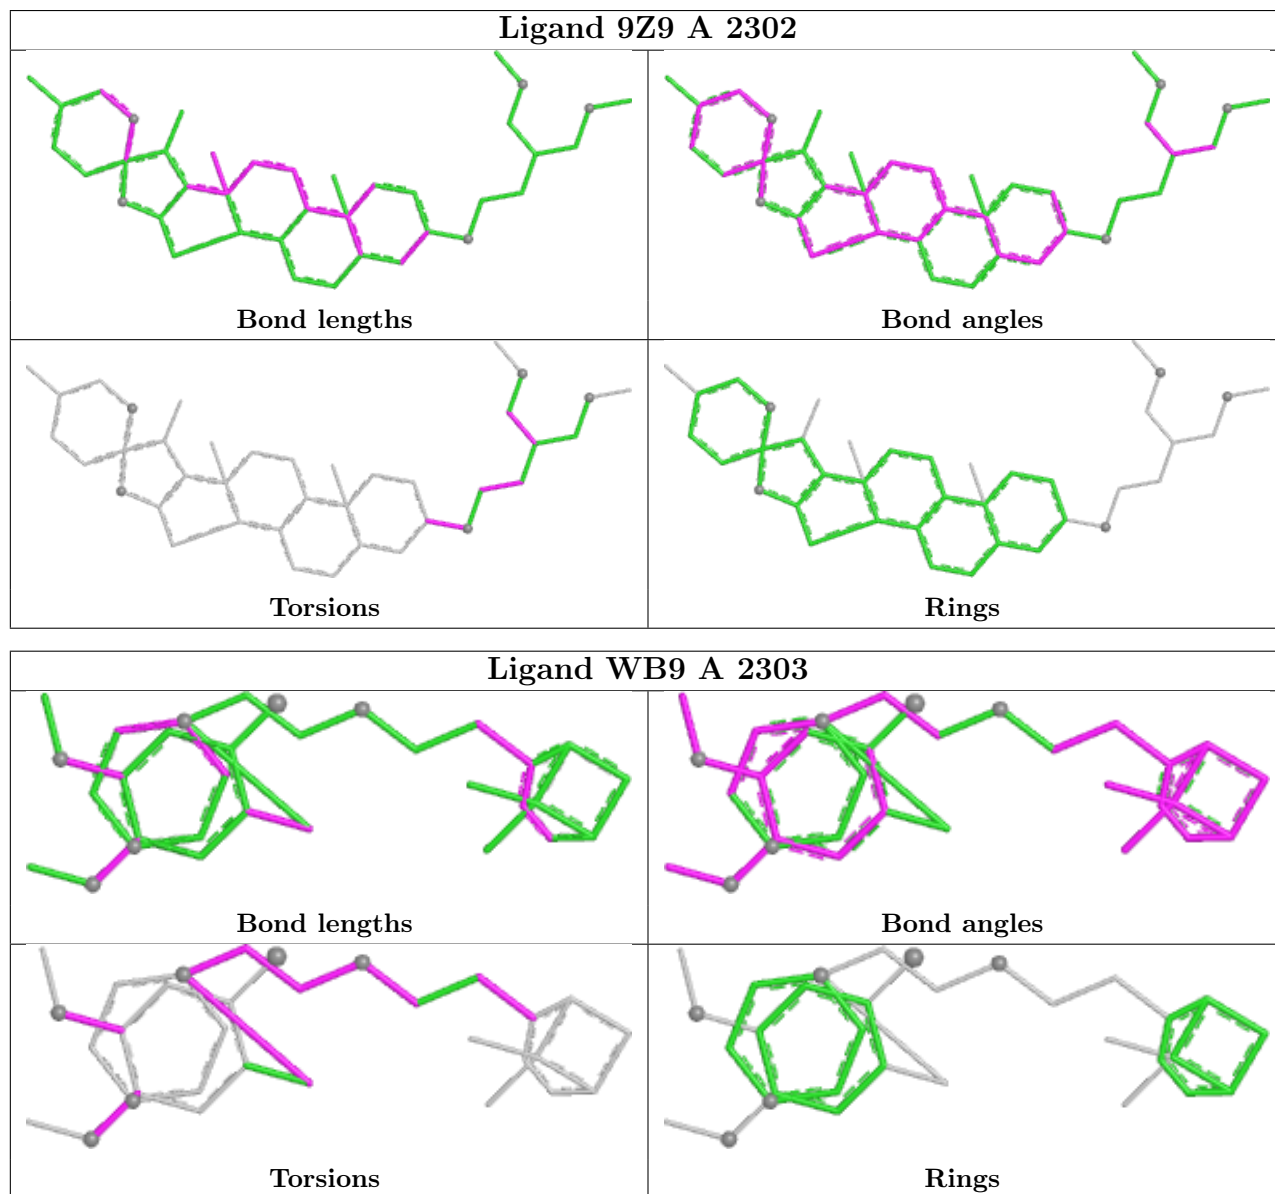 Ligand 9Z9 A 2302
Bond lengths
Bond angles
Torsions
Rings
Ligand WB9 A 2303
Bond lengths
Bond angles
Torsions
Rings